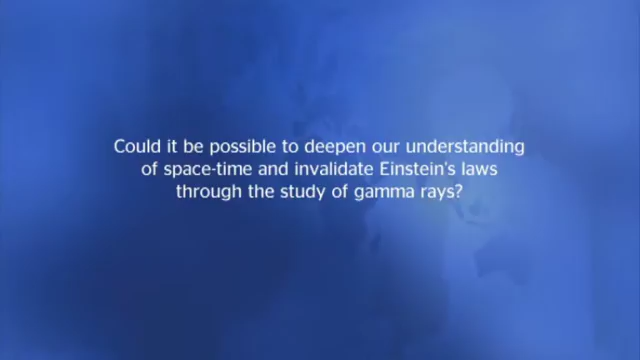 Could it be possible to deepen our understanding
of space-time and invalidate Einstein's laws
through the study of gamma rays?